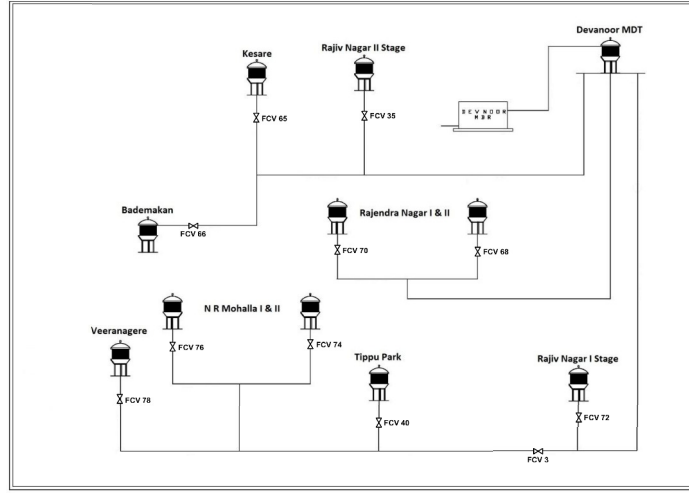 Devanoor MDT
Kesare
Rajiv Nagar II Stage
FCV 65
FCV 35
DEVNOOR
MBR
Bademakan
FCV 66
Rajendra Nagar I & II
FCV 70
FCV 68
N R Mohalla I & II
Veeranagere
FCV 76
FCV 74
Tippu Park
Rajiv Nagar I Stage
FCV 78
FCV 40
FCV 72
FCV 3